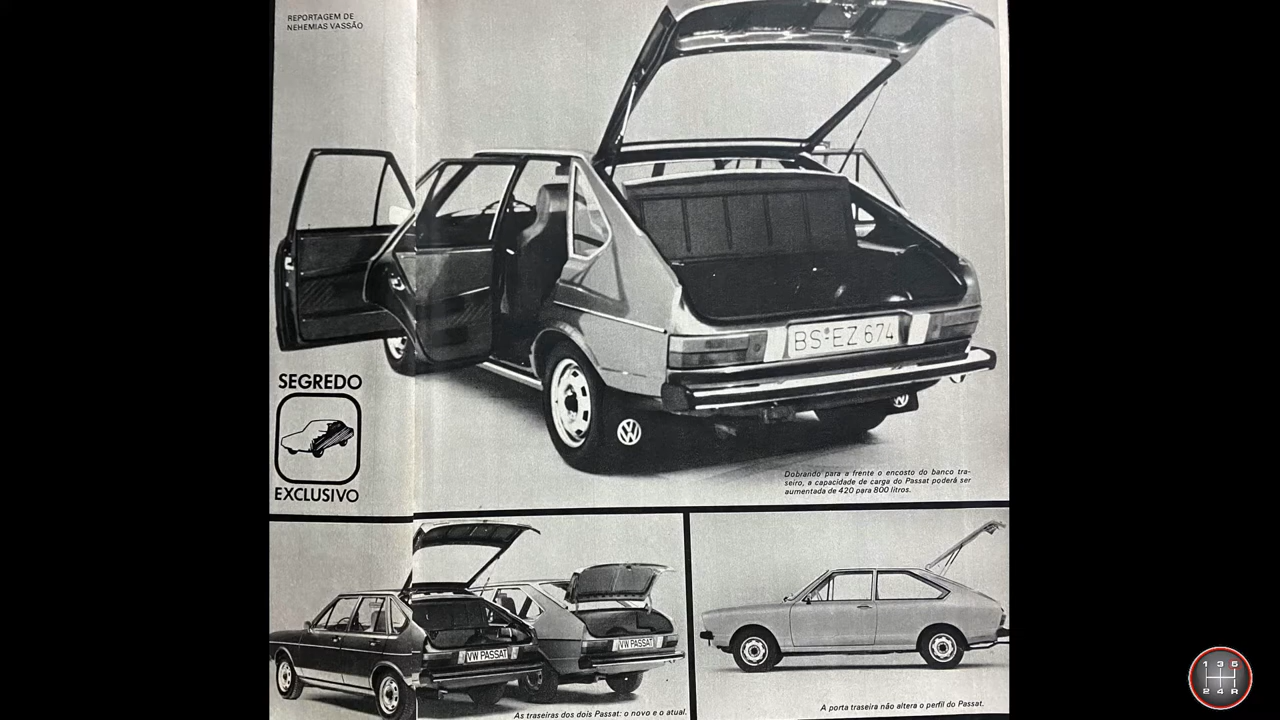 REPORTAGEM DE
NEHEMIAS VASSÃO
BS-EZ 674
SEGREDO
EXCLUSIVO
Dobrando para a frente o encosto do banco tra-
seiro, a capacidade de carga do Passat poderá ser
aumentada de 420 para 800 litros.
VW PASSAT
VW PASSAT
As traseiras dos dois Passat: o novo e o atual.
A porta traseira não altera o perfil do Passat.
1 3 5
2 4 R